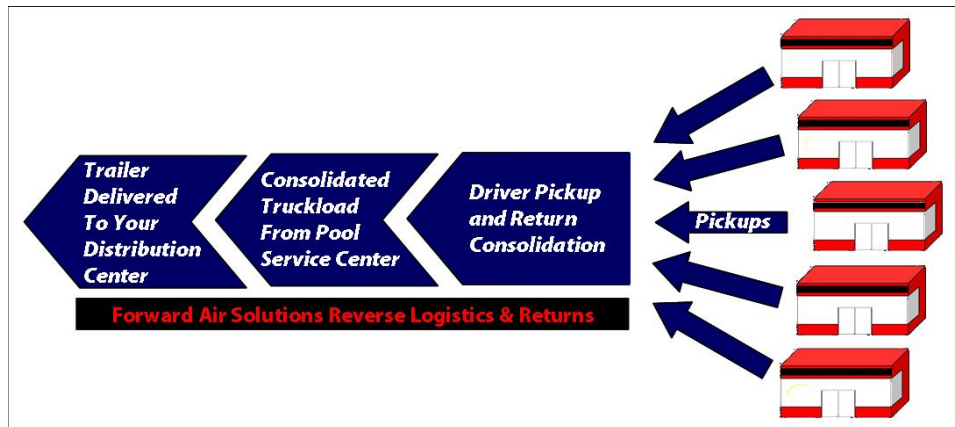 Trailer
Delivered
To Your
Distribution
Center
Consolidated
Truckload
From Pool
Service Center
Driver Pickup
and Return
Consolidation
Pickups
Forward Air Solutions Reverse Logistics & Returns